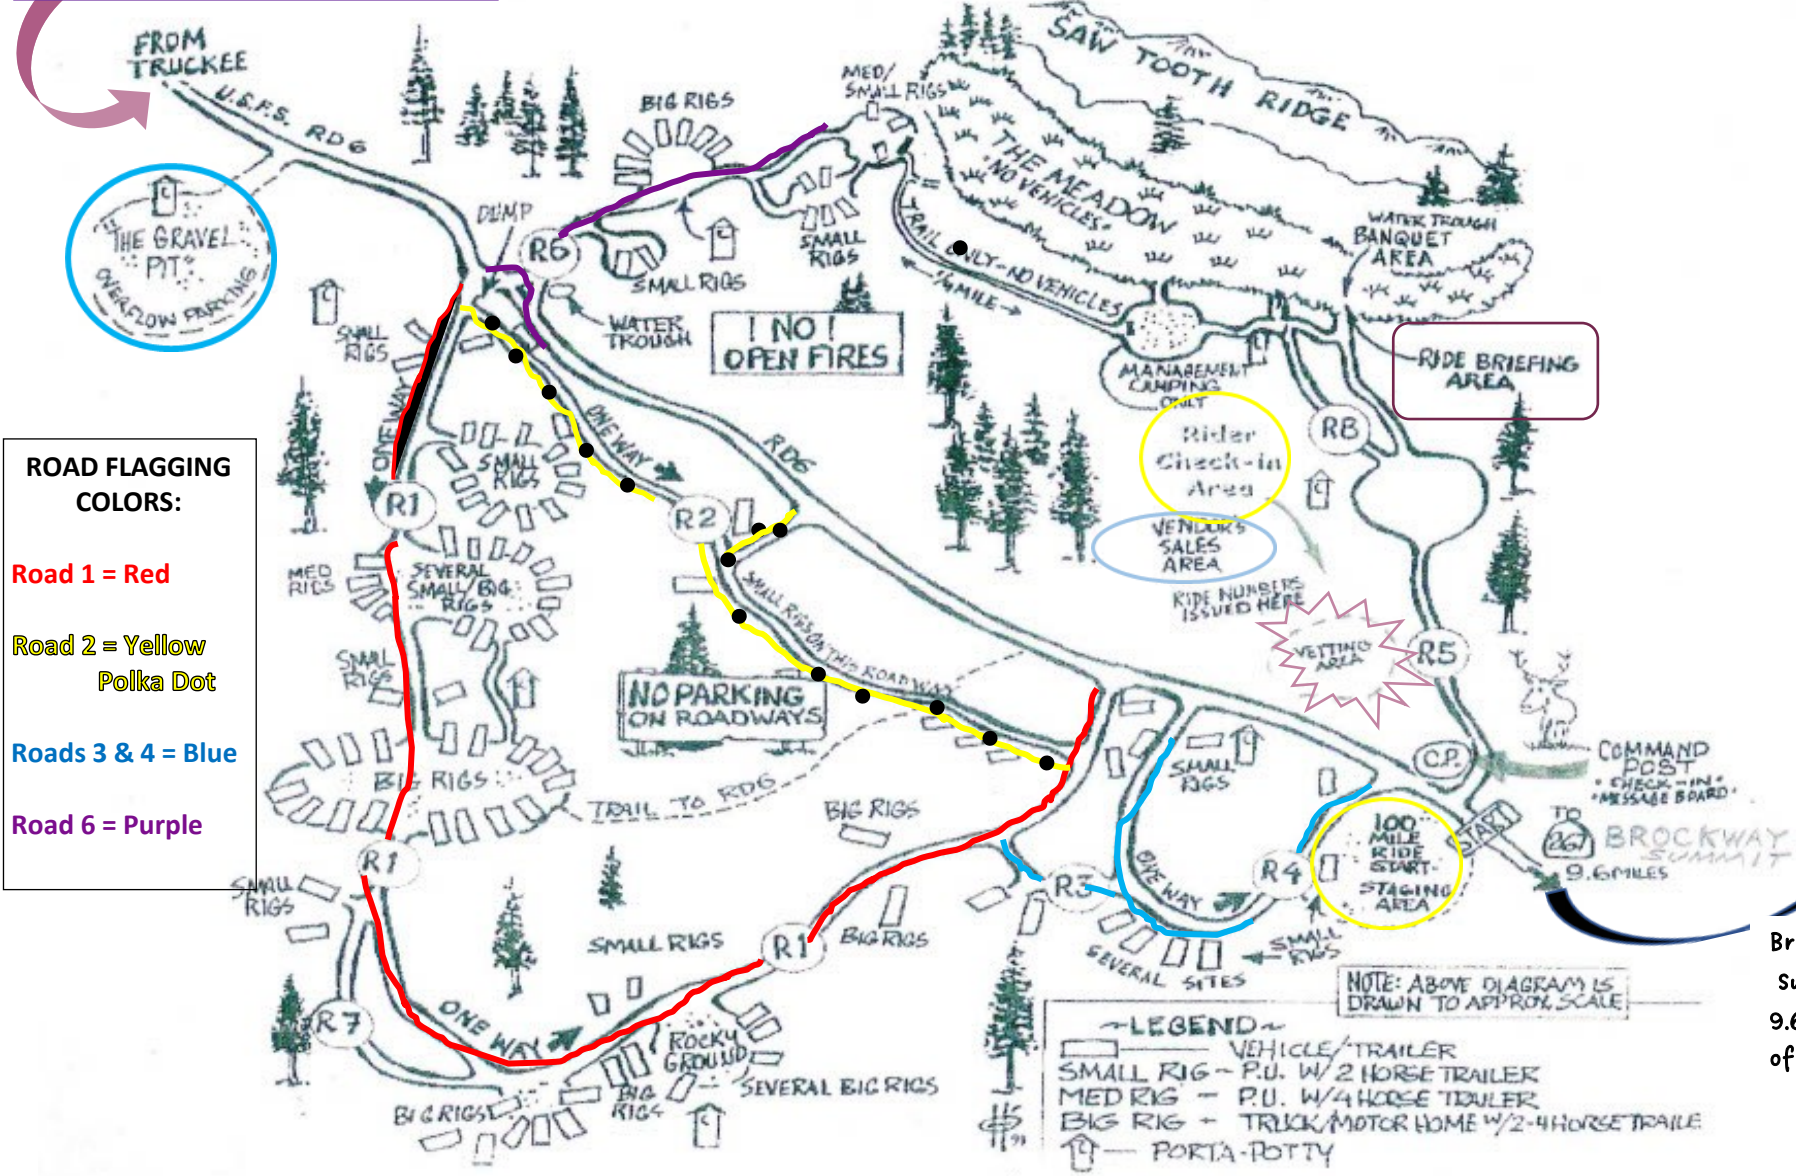 FROM
TRUCKEE
U.S.F.S. RD 6
THE GRAVEL
PIT
OVERFLOW PARKING
DUMP
BIG RIGS
MED/
SMALL RIGS
SAW TOOTH RIDGE
THE MEADOW
"NO VEHICLES"
R6
SMALL RIGS
SMALL
RIGS
TRAIL ONLY-NO VEHICLES
MILE
WATER TROUGH
BANQUET
AREA
WATER
TROUGH
! NO !
OPEN FIRES
SMALL
RIGS
MANAGEMENT
CAMPING
ONLY
RIDE BRIEFING
AREA
ONE WAY
ONE WAY
RD6
SMALL
RIGS
Rider
Check-in
Area
R8
R1
R2
VENDORS
SALES
AREA
RIDE NUMBERS
ISSUED HERE
ROAD FLAGGING
COLORS:
Road 1 = Red
Road 2 = Yellow
Polka Dot
Roads 3 & 4 = Blue
Road 6 = Purple
MED
RIGS
SEVERAL
SMALL/BIG
RIGS
SMALL RIGS ON THIS ROADWAY
VETTING
AREA
R5
SMALL
RIGS
NO PARKING
ON ROADWAYS
BIG RIGS
TRAIL TO RD6
BIG RIGS
SMALL
RIGS
C.P.
COMMAND
POST
"CHECK-IN"
"MESSAGE BOARD"
START
TO
267
BROCKWAY
SUMMIT
9.6 MILES
100
MILE
RIDE
START
STAGING
AREA
R1
SMALL
RIGS
R3
ONE WAY
R4
SMALL RIGS
R1
BIG RIGS
SEVERAL SITES
SMALL
RIGS
R7
ONE WAY
ROCKY
GROUND
BIG RIGS
BIG
RIGS
SEVERAL BIG RIGS
NOTE: ABOVE DIAGRAM IS
DRAWN TO APPROX. SCALE
~LEGEND~
VEHICLE/TRAILER
SMALL RIG - P.U. W/2 HORSE TRAILER
MED RIG - P.U. W/4 HORSE TRAILER
BIG RIG - TRUCK/MOTOR HOME W/2-4 HORSE TRAILE
PORTA-POTTY
Br
su
9.6
of